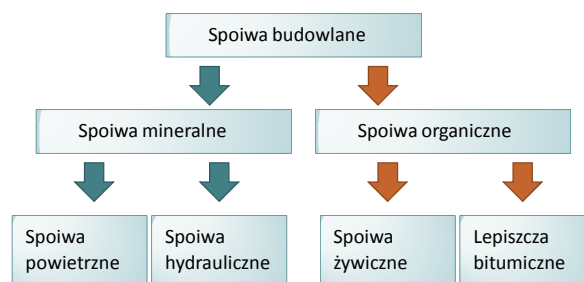 Spoiwa budowlane
Spoiwa mineralne
Spoiwa organiczne
Spoiwa
powietrzne
Spoiwa
hydrauliczne
Spoiwa
żywiczne
Lepiszcza
bitumiczne